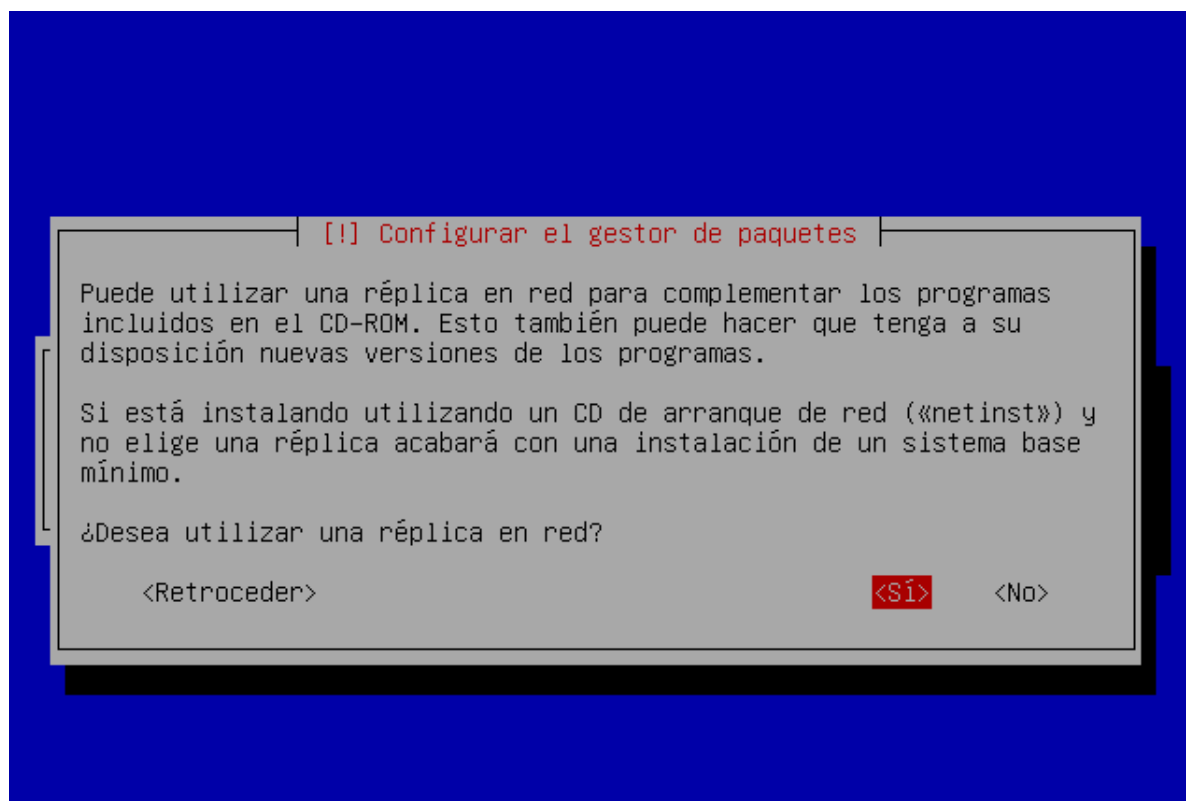 [!] Configurar el gestor de paquetes
Puede utilizar una réplica en red para complementar los programas
incluidos en el CD-ROM. Esto también puede hacer que tenga a su
disposición nuevas versiones de los programas.
Si está instalando utilizando un CD de arranque de red («netinst») y
no elige una réplica acabará con una instalación de un sistema base
mínimo.
¿Desea utilizar una réplica en red?
<Retroceder> <Sí> <No>